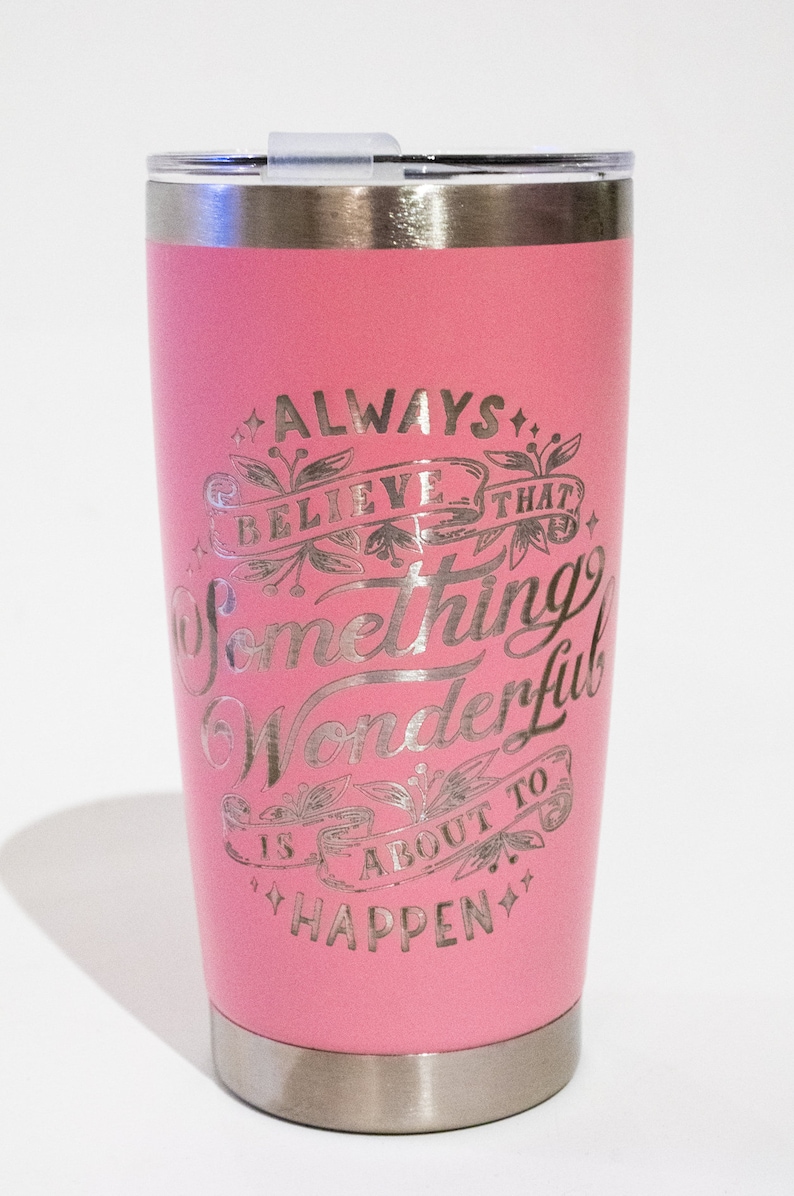 ALWAYS
BELIEVE THAT
Something
Wonderful
IS ABOUT TO
HAPPEN